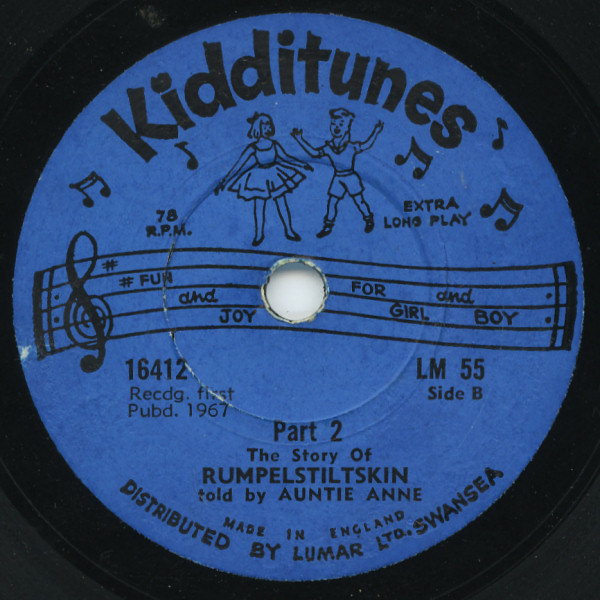 Kidditunes
78
R.P.M.
EXTRA
LONG PLAY
FUN and JOY FOR GIRL and BOY
16412
LM 55
Recdg. first
Pubd. 1967
Side B
Part 2
The Story Of
RUMPELSTILTSKIN
told by AUNTIE ANNE
MADE IN ENGLAND
DISTRIBUTED BY LUMAR LTD. SWANSEA